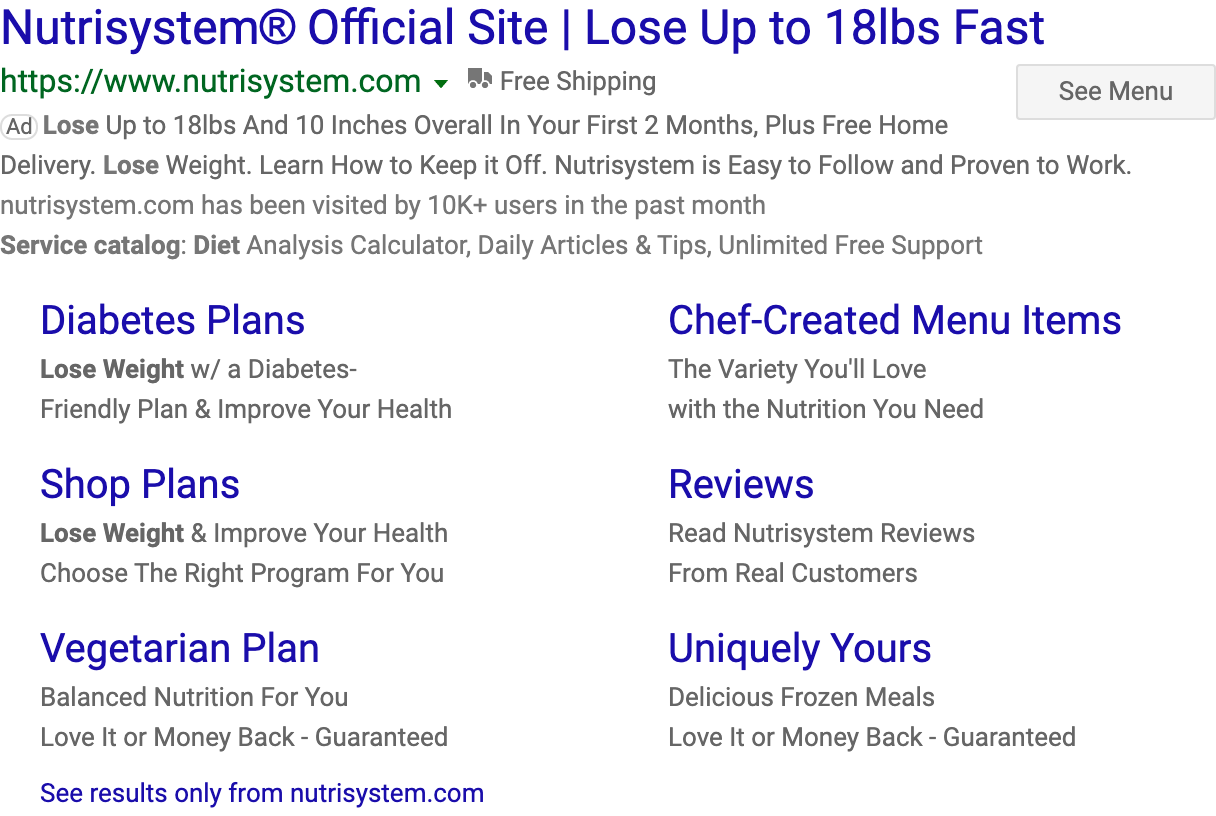 Nutrisystem® Official Site | Lose Up to 18lbs Fast
https://www.nutrisystem.com Free Shipping
See Menu
Ad Lose Up to 18lbs And 10 Inches Overall In Your First 2 Months, Plus Free Home
Delivery. Lose Weight. Learn How to Keep it Off. Nutrisystem is Easy to Follow and Proven to Work.
nutrisystem.com has been visited by 10K+ users in the past month
Service catalog: Diet Analysis Calculator, Daily Articles & Tips, Unlimited Free Support
Diabetes Plans
Lose Weight w/ a Diabetes-
Friendly Plan & Improve Your Health
Chef-Created Menu Items
The Variety You'll Love
with the Nutrition You Need
Shop Plans
Lose Weight & Improve Your Health
Choose The Right Program For You
Reviews
Read Nutrisystem Reviews
From Real Customers
Vegetarian Plan
Balanced Nutrition For You
Love It or Money Back - Guaranteed
Uniquely Yours
Delicious Frozen Meals
Love It or Money Back - Guaranteed
See results only from nutrisystem.com